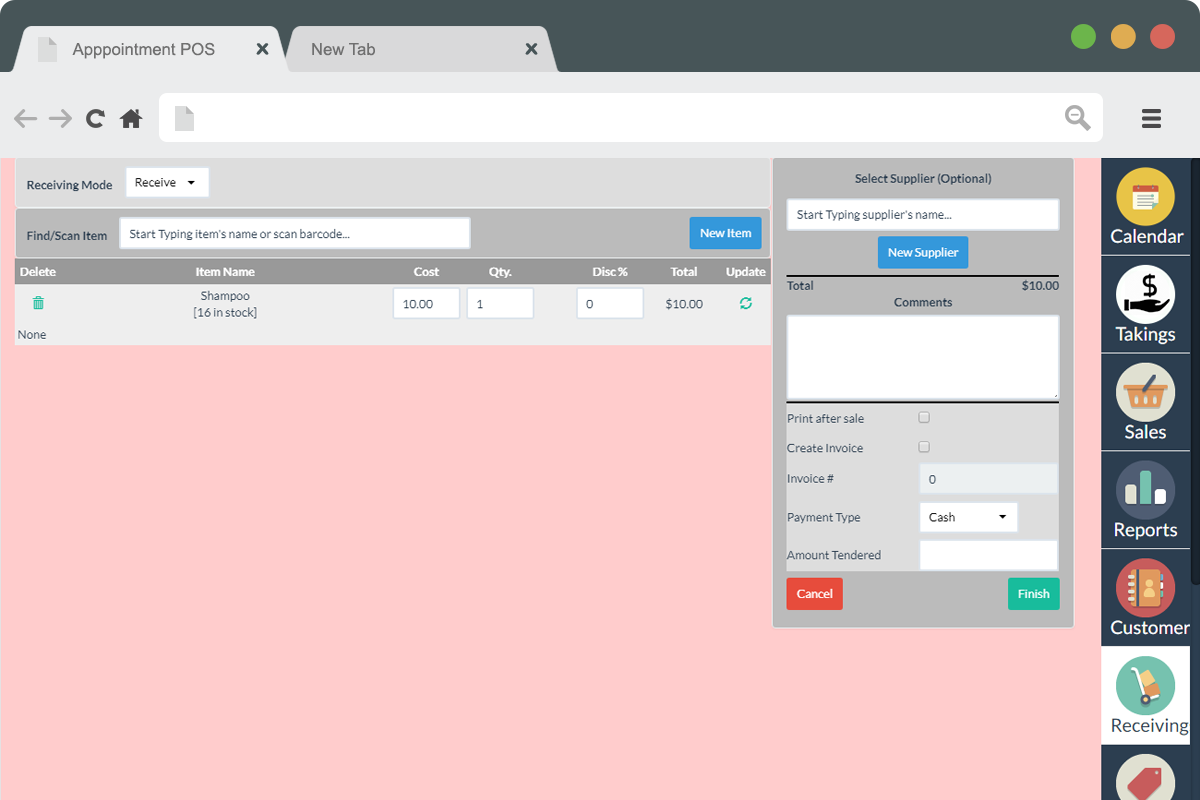 Apppointment POS
New Tab
Receiving Mode
Receive
Find/Scan Item
Start Typing item's name or scan barcode...
New Item
Delete
Item Name
Cost
Qty.
Disc %
Total
Update
Shampoo
[16 in stock]
10.00
1
0
$10.00
None
Select Supplier (Optional)
Start Typing supplier's name...
New Supplier
Total
$10.00
Comments
Print after sale
Create Invoice
Invoice #
0
Payment Type
Cash
Amount Tendered
Cancel
Finish
Calendar
$
Takings
Sales
Reports
Customer
Receiving